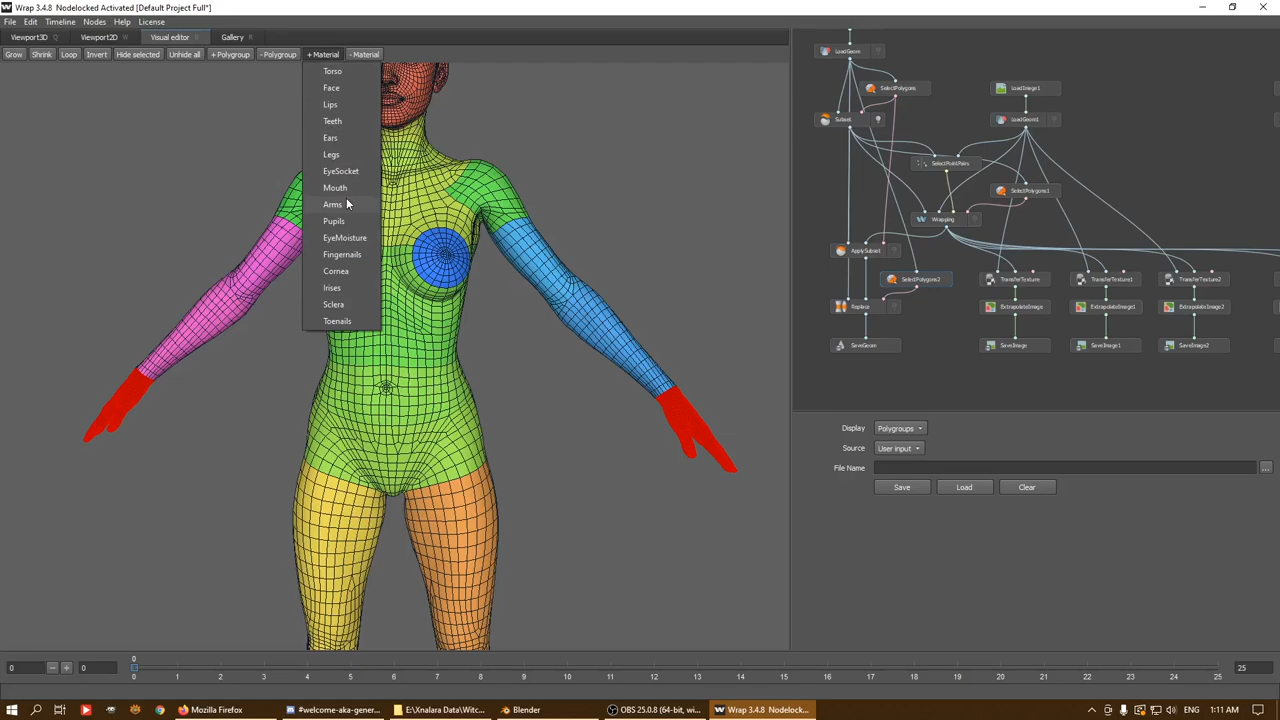 Wrap 3.4.8 Nodelocked Activated [Default Project Full*]
File Edit Timeline Nodes Help License
Viewport3D Q Viewport2D W Visual editor E Gallery R
Grow Shrink Loop Invert Hide selected Unhide all +Polygroup -Polygroup +Material -Material
Torso
Face
Lips
Teeth
Ears
Legs
EyeSocket
Mouth
Arms
Pupils
EyeMoisture
Fingernails
Cornea
Irises
Sclera
Toenails
LoadGeom
SelectPolygons LoadImage1
Subset LoadGeom1
SelectPointPairs
SelectPolygons1
W Wrapping
ApplySubset
SelectPolygons2 TransferTexture TransferTexture1 TransferTexture2
Replace ExtrapolateImage ExtrapolateImage1 ExtrapolateImage2
SaveGeom SaveImage SaveImage1 SaveImage2
Display Polygroups
Source User input
File Name ...
Save Load Clear
0
0 0 25
0 1 2 3 4 5 6 7 8 9 10 11 12 13 14 15 16 17 18 19 20 21 22 23 24 25
Mozilla Firefox #welcome-aka-gener... E:\Xnalara Data\Witc... Blender OBS 25.0.8 (64-bit, wi... Wrap 3.4.8 Nodelock... ENG 1:11 AM